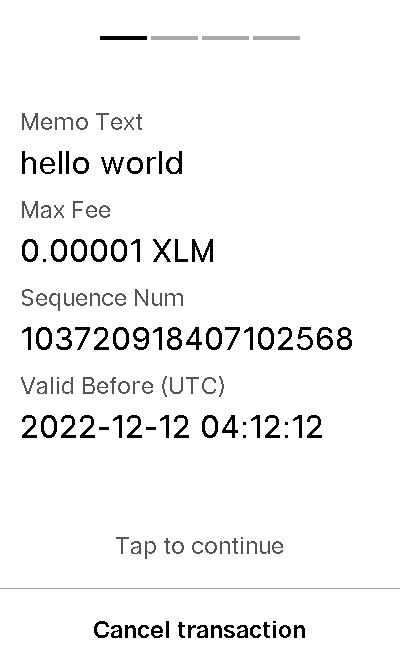 Memo Text
hello world
Max Fee
0.00001 XLM
Sequence Num
103720918407102568
Valid Before (UTC)
2022-12-12 04:12:12
Tap to continue
Cancel transaction